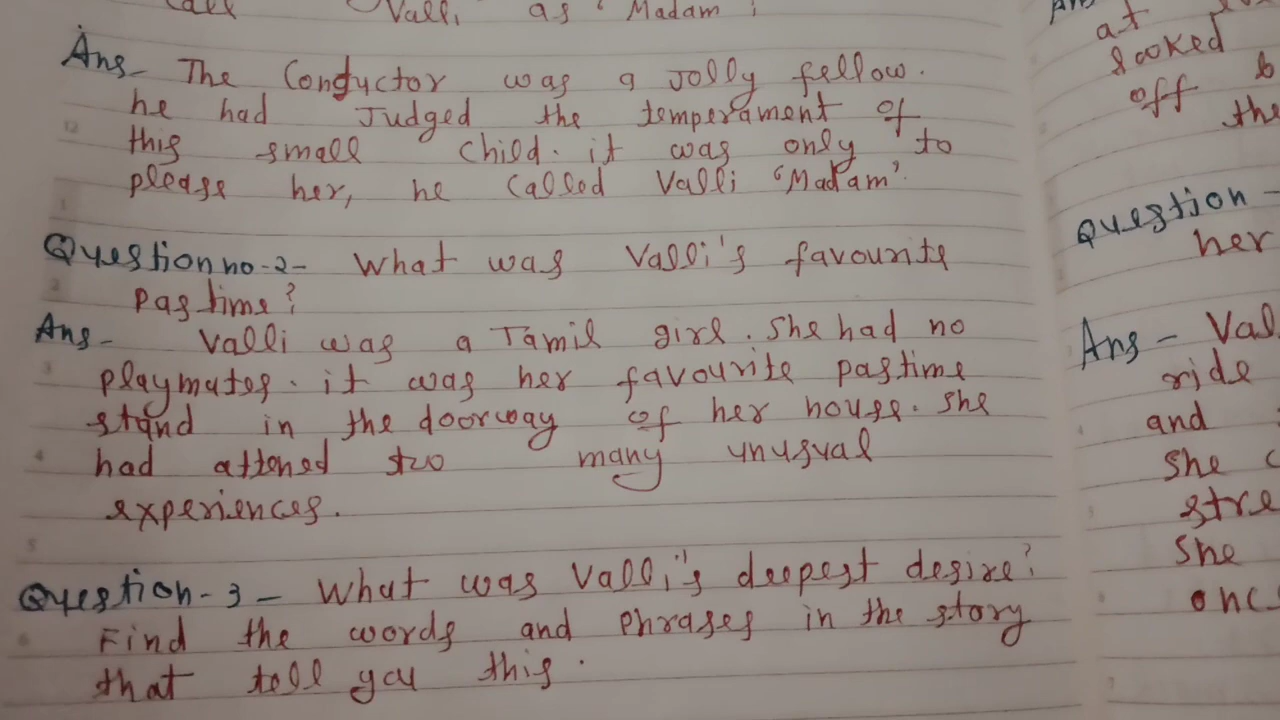 Call Valli as 'Madam'
Ans- The Conductor was a Jolly fellow.
he had Judged the temperament of
this small child. it was only to
please her, he called Valli 'Madam'.
Question no-2- What was Valli's favourite
pastime?
Ans- Valli was a Tamil girl. She had no
playmates. it was her favourite pastime
stand in the doorway of her house. She
had attened two many unusual
experiences.
Question-3- What was Valli's deepest desire?
Find the words and phrases in the story
that tell you this.
Ans
at
looked
off b
the
Question-
her
Ans- Val
ride
and
She c
stre
She
onc